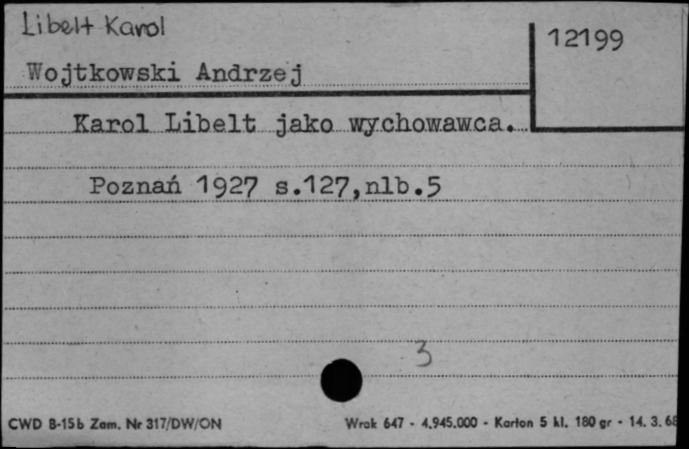 Libelt Karol
12199
Wojtkowski Andrzej
Karol Libelt jako wychowawca.
Poznań 1927 s.127,nlb.5
3
CWD B-15b Zam. Nr 317/DW/ON
Wrok 647 - 4.945.000 - Karton 5 kl. 180 gr - 14. 3. 68